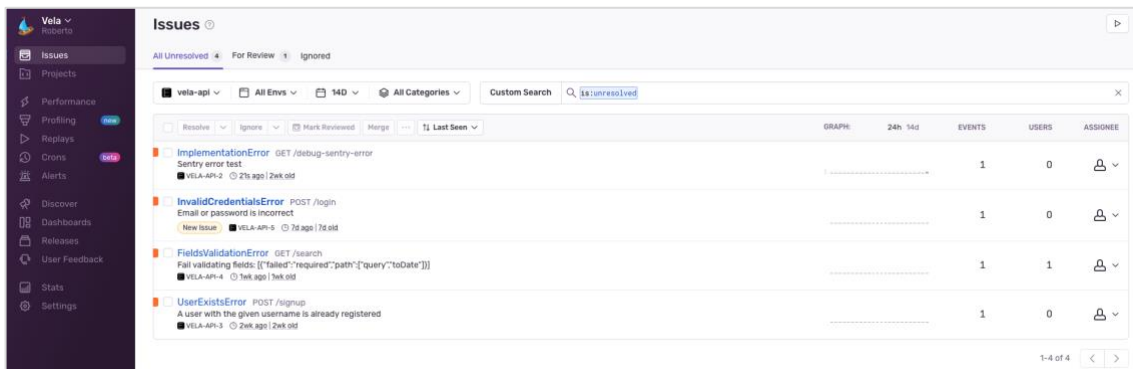 Vela
Roberto
Issues
Projects
Performance
Profiling new
Replays
Crons beta
Alerts
Discover
Dashboards
Releases
User Feedback
Stats
Settings
Issues
All Unresolved 4 For Review 1 Ignored
vela-api All Envs 14D All Categories Custom Search is:unresolved
Resolve Ignore Mark Reviewed Merge Last Seen GRAPH: 24h 14d EVENTS USERS ASSIGNEE
ImplementationError GET /debug-sentry-error
Sentry error test
VELA-API-2 21s ago | 2wk old
1 0
InvalidCredentialsError POST /login
Email or password is incorrect
New Issue VELA-API-5 7d ago | 7d old
1 0
FieldsValidationError GET /search
Fail validating fields: [{"failed":"required","path":["query","toDate"]}]
VELA-API-4 1wk ago | 1wk old
1 1
UserExistsError POST /signup
A user with the given username is already registered
VELA-API-3 2wk ago | 2wk old
1 0
1-4 of 4